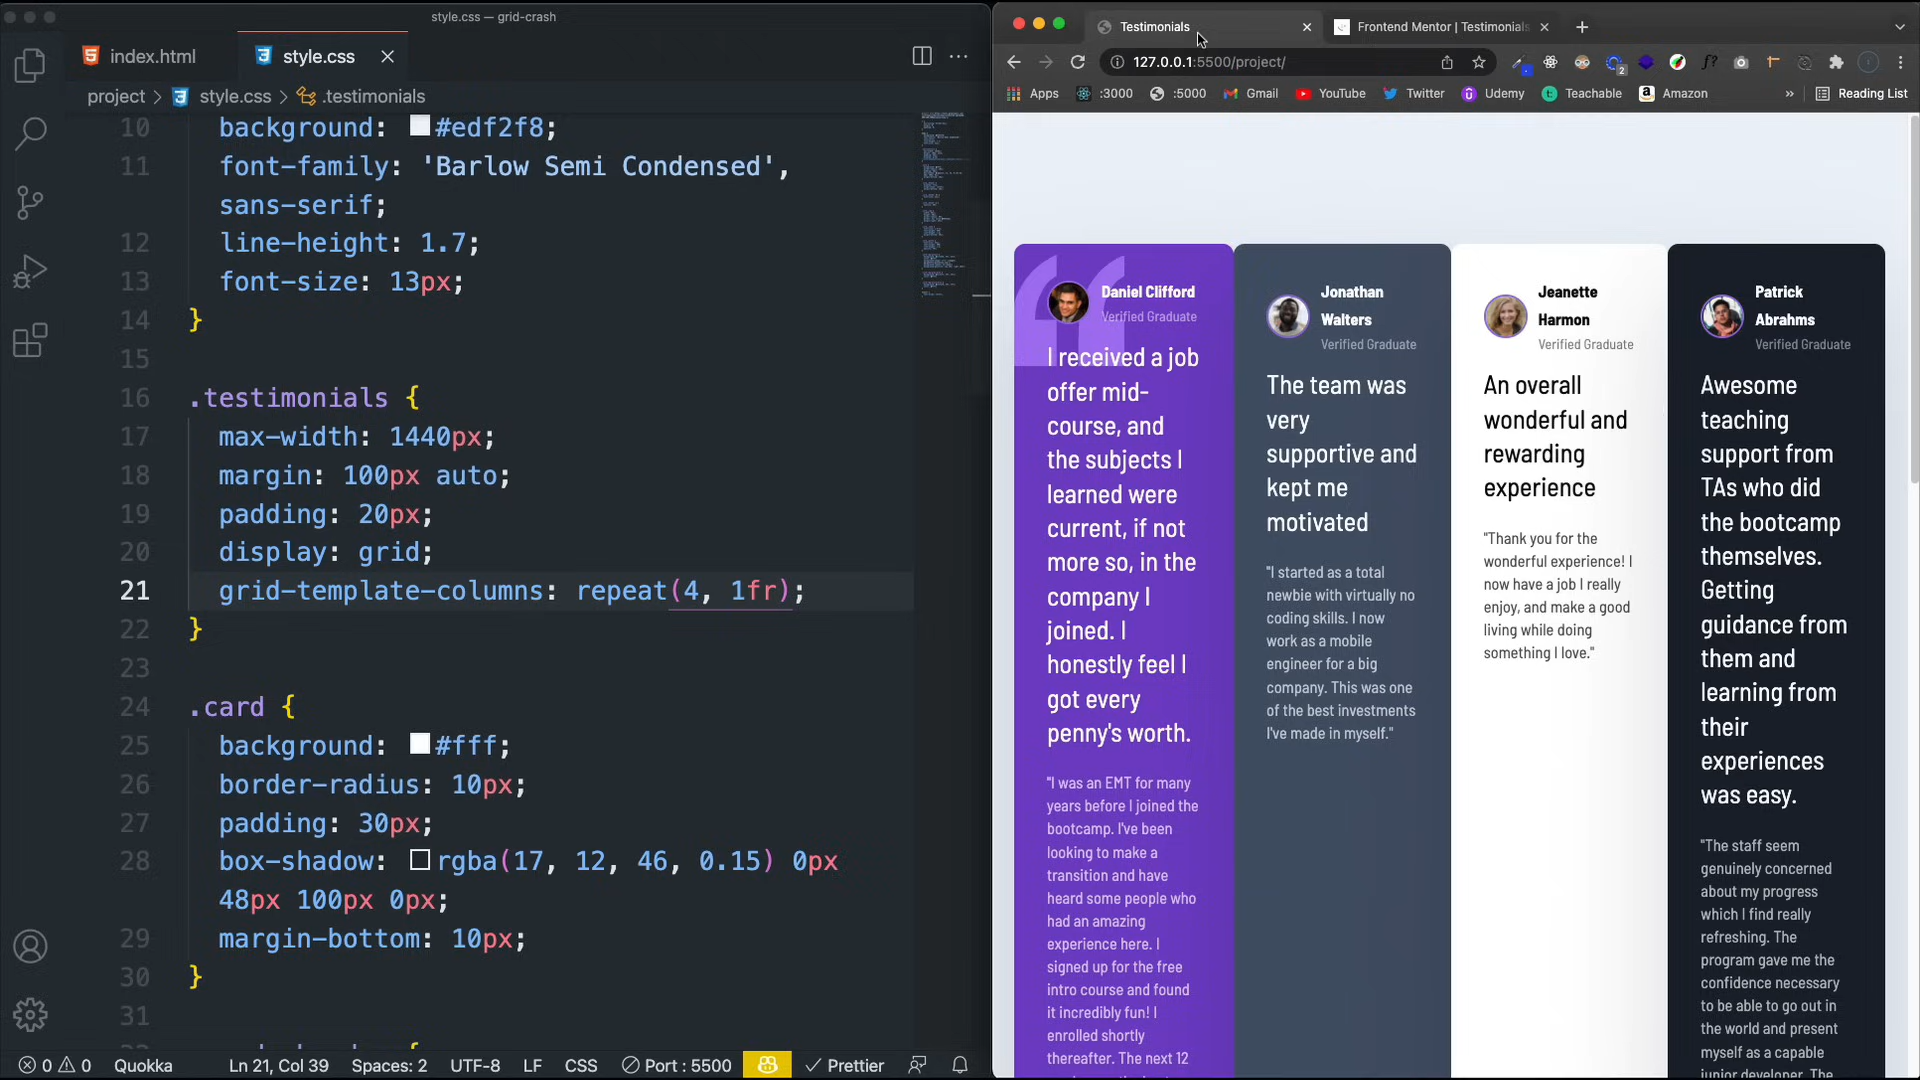 style.css — grid-crash
index.html
style.css
project > style.css > .testimonials
10 background: #edf2f8;
11 font-family: 'Barlow Semi Condensed',
sans-serif;
12 line-height: 1.7;
13 font-size: 13px;
14 }
15
16 .testimonials {
17 max-width: 1440px;
18 margin: 100px auto;
19 padding: 20px;
20 display: grid;
21 grid-template-columns: repeat(4, 1fr);
22 }
23
24 .card {
25 background: #fff;
26 border-radius: 10px;
27 padding: 30px;
28 box-shadow: rgba(17, 12, 46, 0.15) 0px
48px 100px 0px;
29 margin-bottom: 10px;
30 }
31
0 0 Quokka Ln 21, Col 39 Spaces: 2 UTF-8 LF CSS Port : 5500 Prettier
Testimonials
Frontend Mentor | Testimonials
127.0.0.1:5500/project/
2
Apps :3000 :5000 Gmail YouTube Twitter Udemy Teachable Amazon » Reading List
Daniel Clifford
Verified Graduate
I received a job
offer mid-
course, and
the subjects I
learned were
current, if not
more so, in the
company I
joined. I
honestly feel I
got every
penny's worth.
"I was an EMT for many
years before I joined the
bootcamp. I've been
looking to make a
transition and have
heard some people who
had an amazing
experience here. I
signed up for the free
intro course and found
it incredibly fun! I
enrolled shortly
thereafter. The next 12
Jonathan
Walters
Verified Graduate
The team was
very
supportive and
kept me
motivated
"I started as a total
newbie with virtually no
coding skills. I now
work as a mobile
engineer for a big
company. This was one
of the best investments
I've made in myself."
Jeanette
Harmon
Verified Graduate
An overall
wonderful and
rewarding
experience
"Thank you for the
wonderful experience! I
now have a job I really
enjoy, and make a good
living while doing
something I love."
Patrick
Abrahms
Verified Graduate
Awesome
teaching
support from
TAs who did
the bootcamp
themselves.
Getting
guidance from
them and
learning from
their
experiences
was easy.
"The staff seem
genuinely concerned
about my progress
which I find really
refreshing. The
program gave me the
confidence necessary
to be able to go out in
the world and present
myself as a capable
junior developer. The